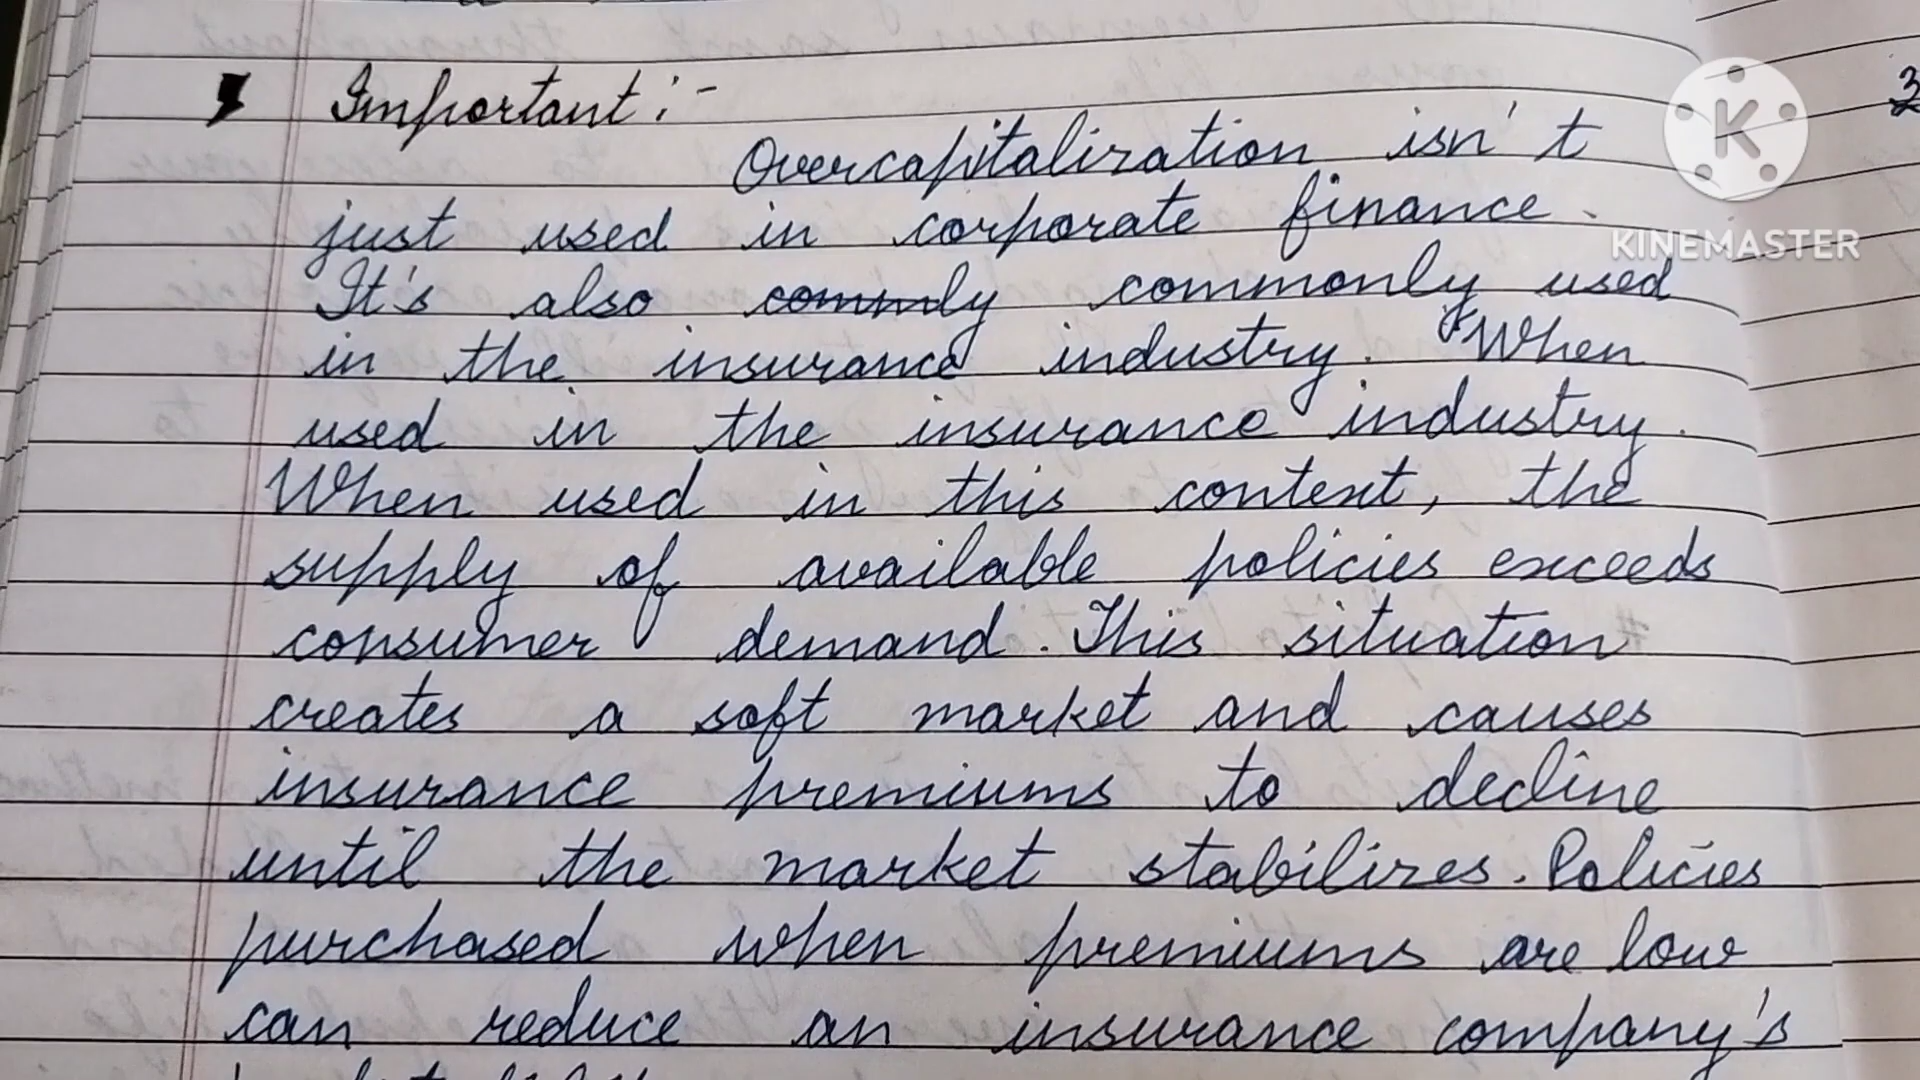 Important :-
Overcapitalization isn't
just used in corporate finance.
It's also commonly used
in the insurance industry. When
used in the insurance industry.
When used in this context, the
supply of available policies exceeds
consumer demand. This situation
creates a soft market and causes
insurance premiums to decline
until the market stabilizes. Policies
purchased when premiums are low
can reduce an insurance company's
KINEMASTER
3